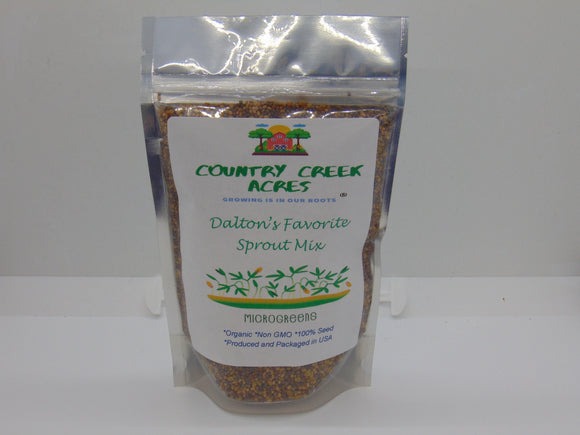 COUNTRY CREEK
ACRES
GROWING IS IN OUR ROOTS (R)
Dalton's Favorite
Sprout Mix
MICROGREENS
*Organic *Non GMO *100% Seed
*Produced and Packaged in USA